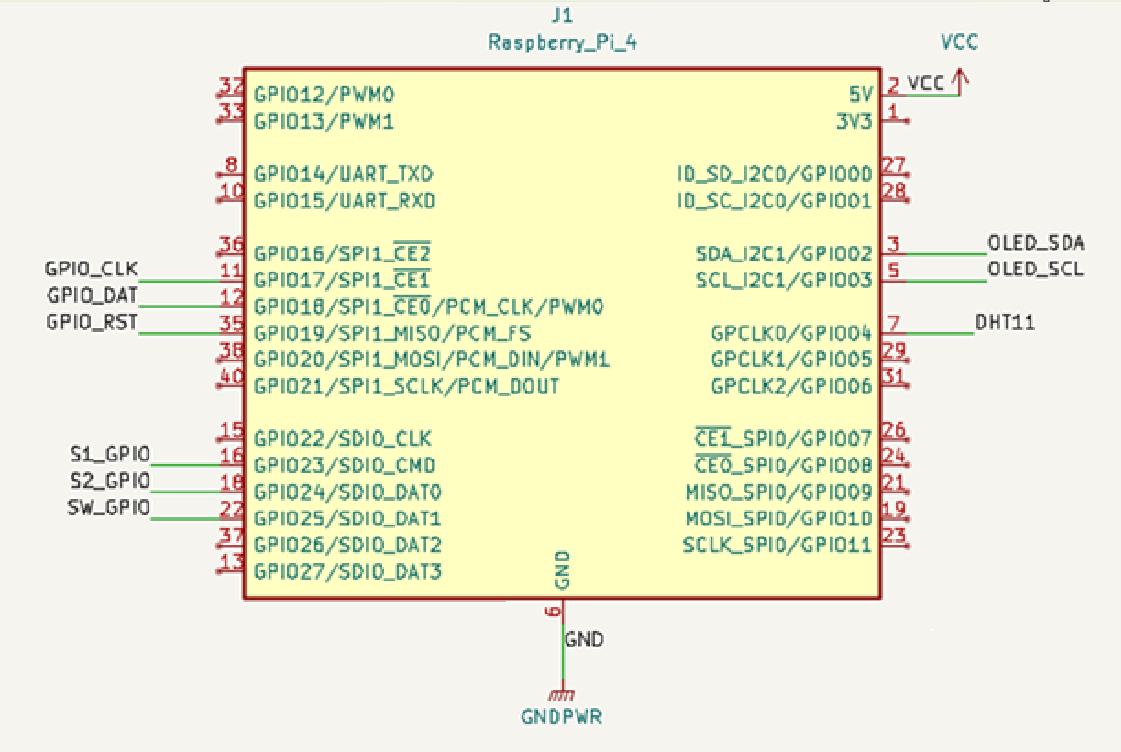 J1
Raspberry_Pi_4
VCC
32 GPIO12/PWM0 5V 2 VCC
33 GPIO13/PWM1 3V3 1
8 GPIO14/UART_TXD ID_SD_I2C0/GPIO00 27
10 GPIO15/UART_RXD ID_SC_I2C0/GPIO01 28
36 GPIO16/SPI1_CE2 SDA_I2C1/GPIO02 3 OLED_SDA
GPIO_CLK 11 GPIO17/SPI1_CE1 SCL_I2C1/GPIO03 5 OLED_SCL
GPIO_DAT 12 GPIO18/SPI1_CE0/PCM_CLK/PWM0
GPIO_RST 35 GPIO19/SPI1_MISO/PCM_FS GPCLK0/GPIO04 7 DHT11
38 GPIO20/SPI1_MOSI/PCM_DIN/PWM1 GPCLK1/GPIO05 29
40 GPIO21/SPI1_SCLK/PCM_DOUT GPCLK2/GPIO06 31
15 GPIO22/SDIO_CLK CE1_SPI0/GPIO07 26
S1_GPIO 16 GPIO23/SDIO_CMD CE0_SPI0/GPIO08 24
S2_GPIO 18 GPIO24/SDIO_DAT0 MISO_SPI0/GPIO09 21
SW_GPIO 22 GPIO25/SDIO_DAT1 MOSI_SPI0/GPIO10 19
37 GPIO26/SDIO_DAT2 SCLK_SPI0/GPIO11 23
13 GPIO27/SDIO_DAT3
GND
6
GND
GNDPWR